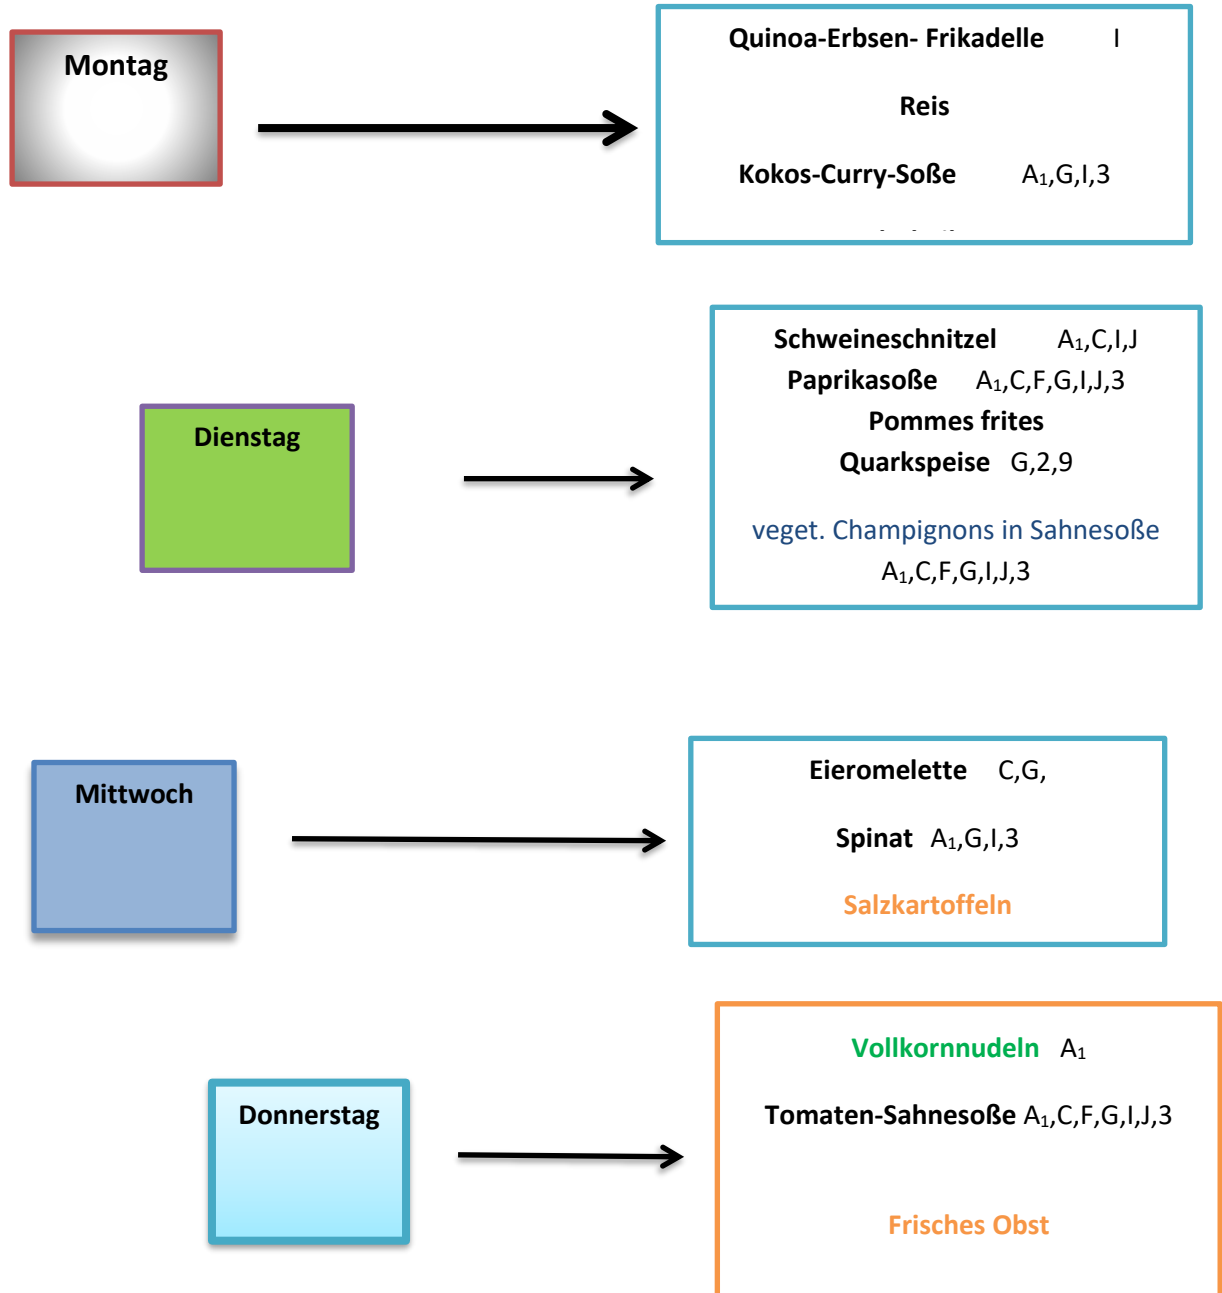 Montag
Quinoa-Erbsen- Frikadelle I
Reis
Kokos-Curry-Soße A₁,G,I,3
Dienstag
Schweineschnitzel A₁,C,I,J
Paprikasoße A₁,C,F,G,I,J,3
Pommes frites
Quarkspeise G,2,9
veget. Champignons in Sahnesoße
A₁,C,F,G,I,J,3
Mittwoch
Eieromelette C,G,
Spinat A₁,G,I,3
Salzkartoffeln
Donnerstag
Vollkornnudeln A₁
Tomaten-Sahnesoße A₁,C,F,G,I,J,3
Frisches Obst